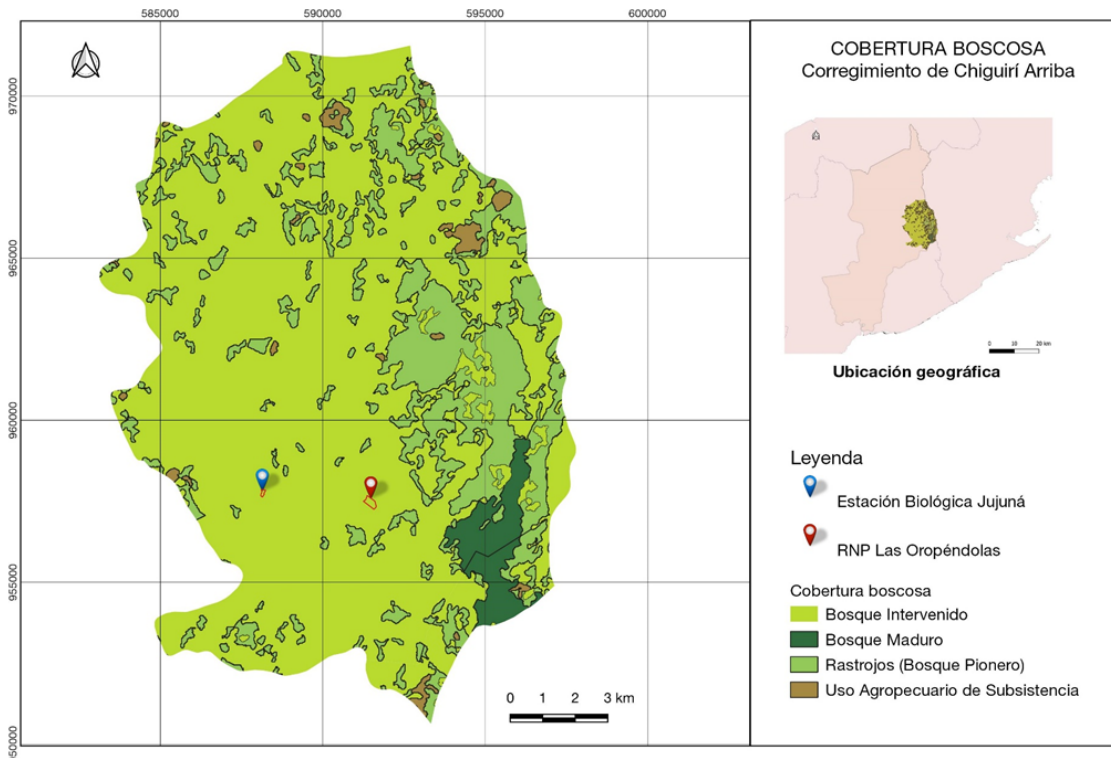 585000 590000 595000 600000
970000
965000
960000
955000
50000
0 1 2 3 km
COBERTURA BOSCOSA
Corregimiento de Chiguirí Arriba
0 10 20 km
Ubicación geográfica
Leyenda
Estación Biológica Jujuná
RNP Las Oropéndolas
Cobertura boscosa
Bosque Intervenido
Bosque Maduro
Rastrojos (Bosque Pionero)
Uso Agropecuario de Subsistencia